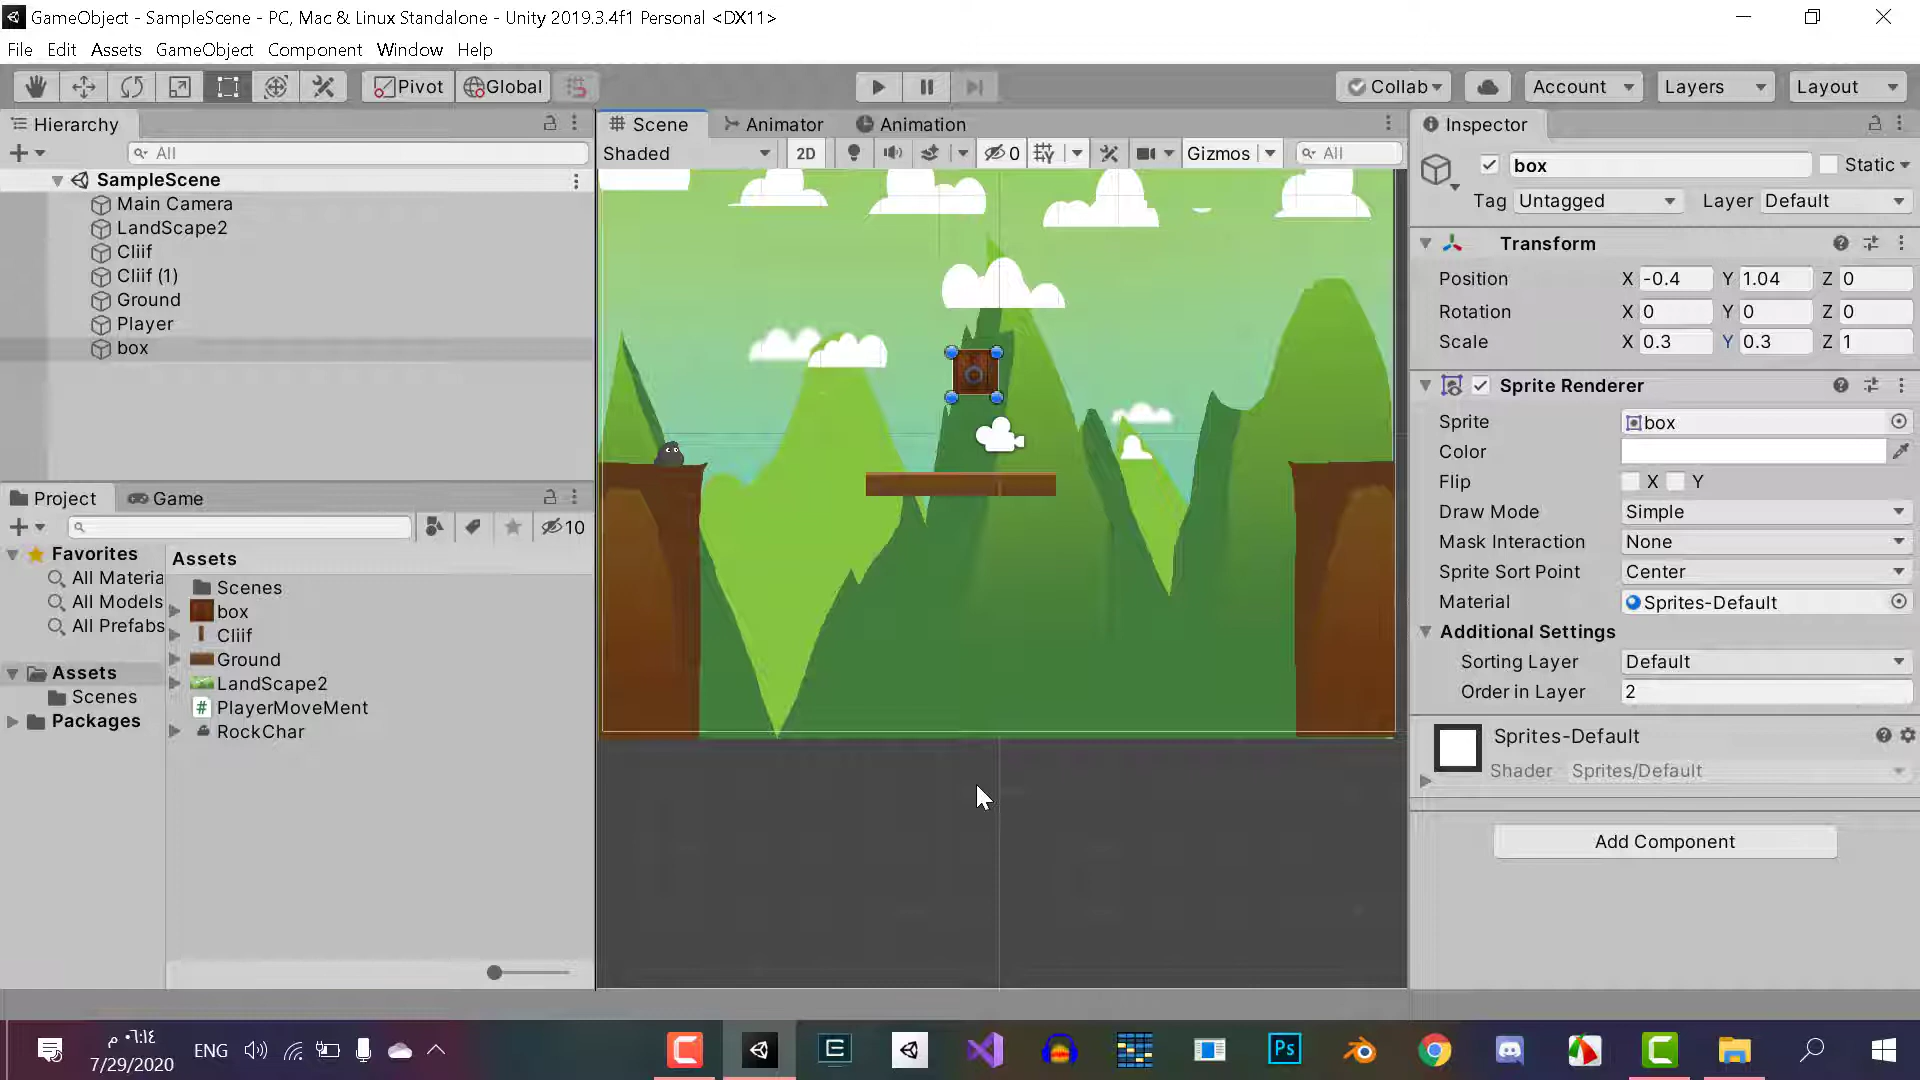 GameObject - SampleScene - PC, Mac & Linux Standalone - Unity 2019.3.4f1 Personal <DX11>
File Edit Assets GameObject Component Window Help
Pivot Global Collab Account Layers Layout
Hierarchy
All
SampleScene
Main Camera
LandScape2
Cliif
Cliif (1)
Ground
Player
box
Scene Animator Animation
Shaded 2D 0 Gizmos All
Project Game
10
Favorites
All Materia
All Models
All Prefabs
Assets
Scenes
Packages
Assets
Scenes
box
Cliif
Ground
LandScape2
PlayerMoveMent
RockChar
Inspector
box Static
Tag Untagged Layer Default
Transform
Position X -0.4 Y 1.04 Z 0
Rotation X 0 Y 0 Z 0
Scale X 0.3 Y 0.3 Z 1
Sprite Renderer
Sprite box
Color
Flip X Y
Draw Mode Simple
Mask Interaction None
Sprite Sort Point Center
Material Sprites-Default
Additional Settings
Sorting Layer Default
Order in Layer 2
Sprites-Default
Shader Sprites/Default
Add Component
٠٦:١٤ م
7/29/2020
ENG
Ps